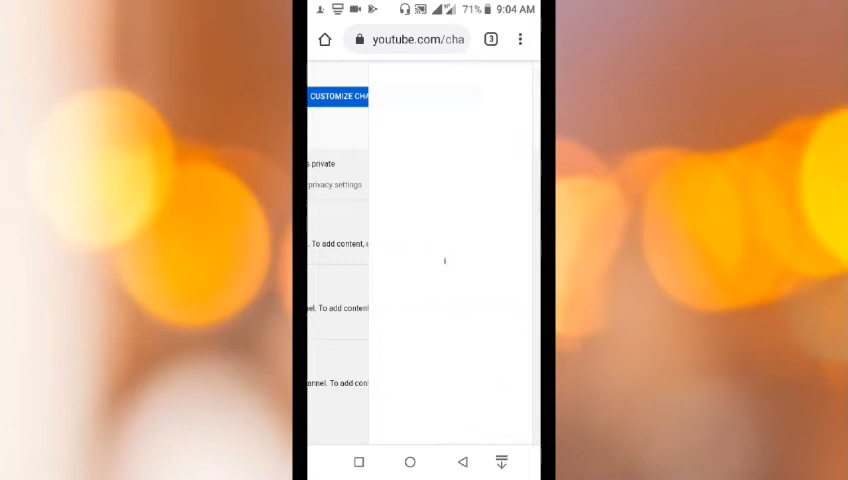 71% 9:04 AM
youtube.com/cha 3
CUSTOMIZE CHA
s private
privacy settings
. To add content, c
el. To add content
annel. To add cont